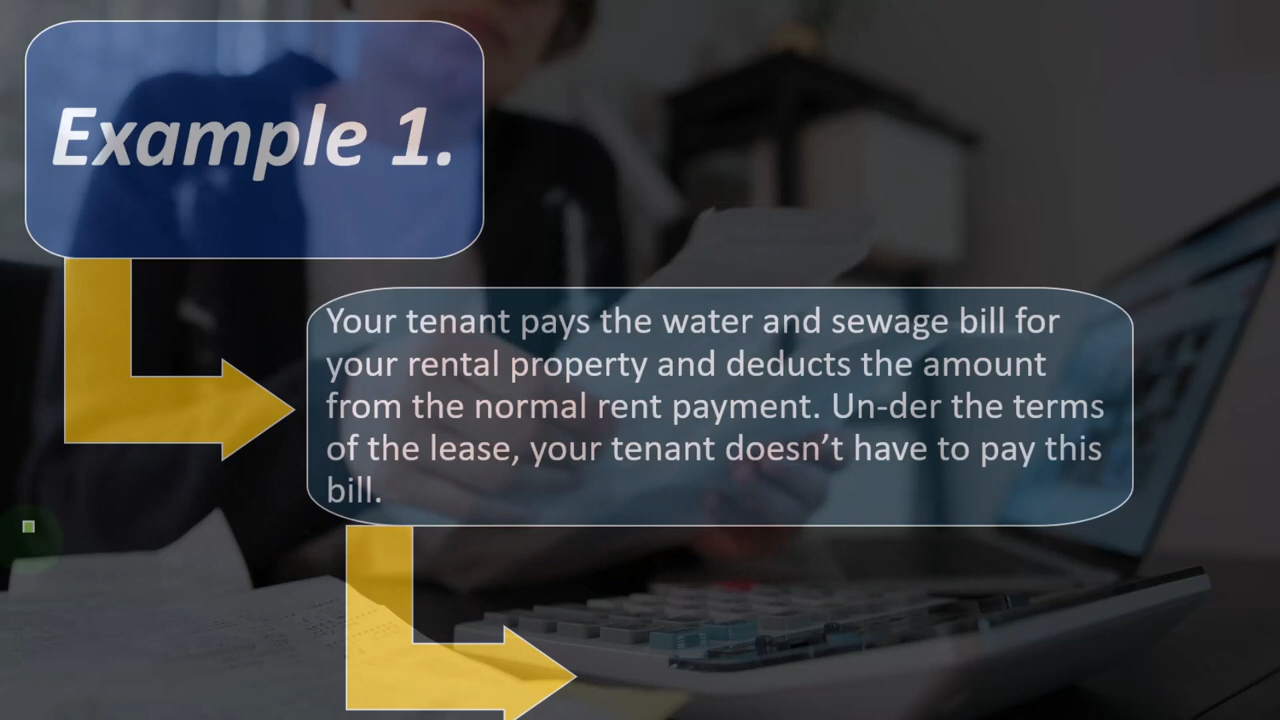 Example 1.
Your tenant pays the water and sewage bill for
your rental property and deducts the amount
from the normal rent payment. Un-der the terms
of the lease, your tenant doesn’t have to pay this
bill.